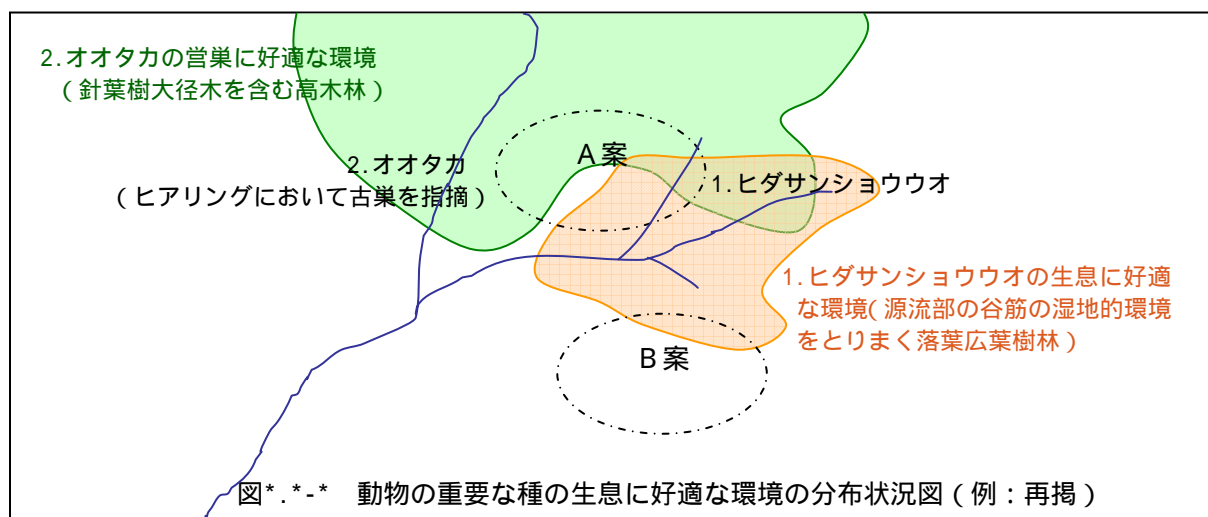 2.オオタカの営巣に好適な環境
(針葉樹大径木を含む高木林)
A案
2.オオタカ
(ヒアリングにおいて古巣を指摘)
1.ヒダサンショウウオ
1.ヒダサンショウウオの生息に好適
な環境(源流部の谷筋の湿地的環境
をとりまく落葉広葉樹林)
B案
図*.*-* 動物の重要な種の生息に好適な環境の分布状況図(例:再掲)